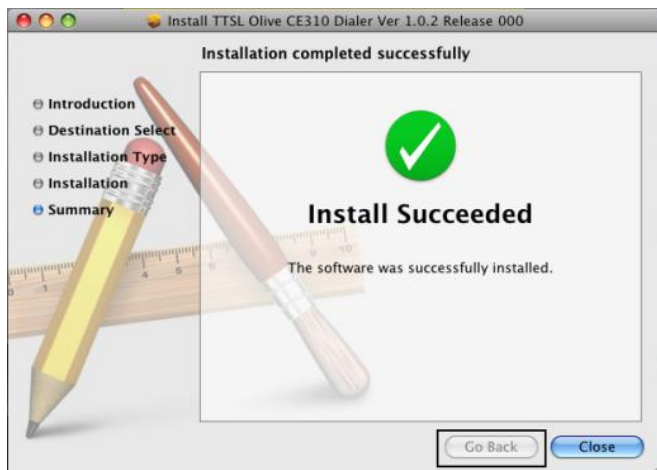 Install TTSL Olive CE310 Dialer Ver 1.0.2 Release 000
Installation completed successfully
Introduction
Destination Select
Installation Type
Installation
Summary
Install Succeeded
The software was successfully installed.
Go Back
Close